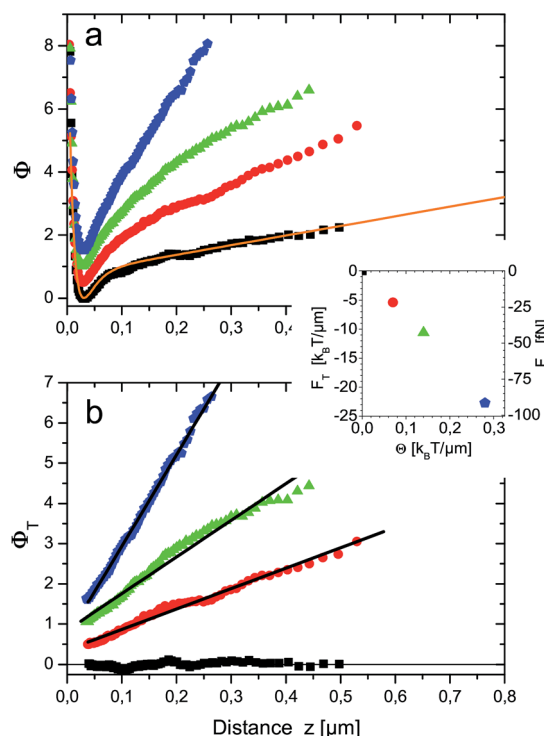 a
8
6
4
2
0
Φ
0,0 0,1 0,2 0,3 0,4
0 0
-5 -25
-10 -50
-15 -75
-20
-25 -100
F_T [k_BT/μm]
[fN]
0,0 0,1 0,2 0,3
Θ [k_BT/μm]
b
7
6
5
4
3
2
1
0
Φ_T
0,0 0,1 0,2 0,3 0,4 0,5 0,6 0,7 0,8
Distance z [μm]